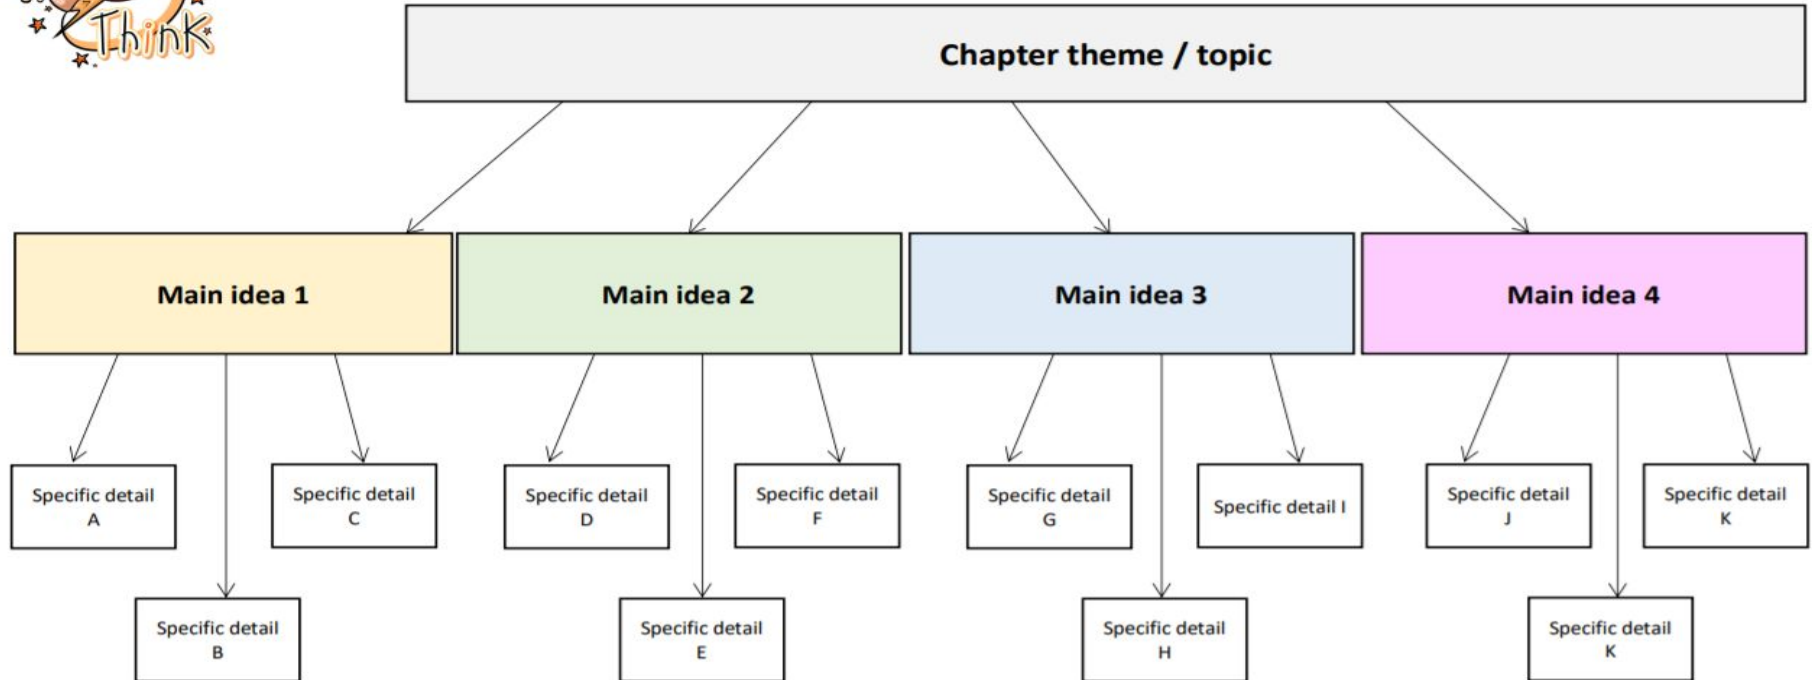 Think
Chapter theme / topic
Main idea 1
Main idea 2
Main idea 3
Main idea 4
Specific detail
A
Specific detail
B
Specific detail
C
Specific detail
D
Specific detail
E
Specific detail
F
Specific detail
G
Specific detail
H
Specific detail I
Specific detail
J
Specific detail
K
Specific detail
K